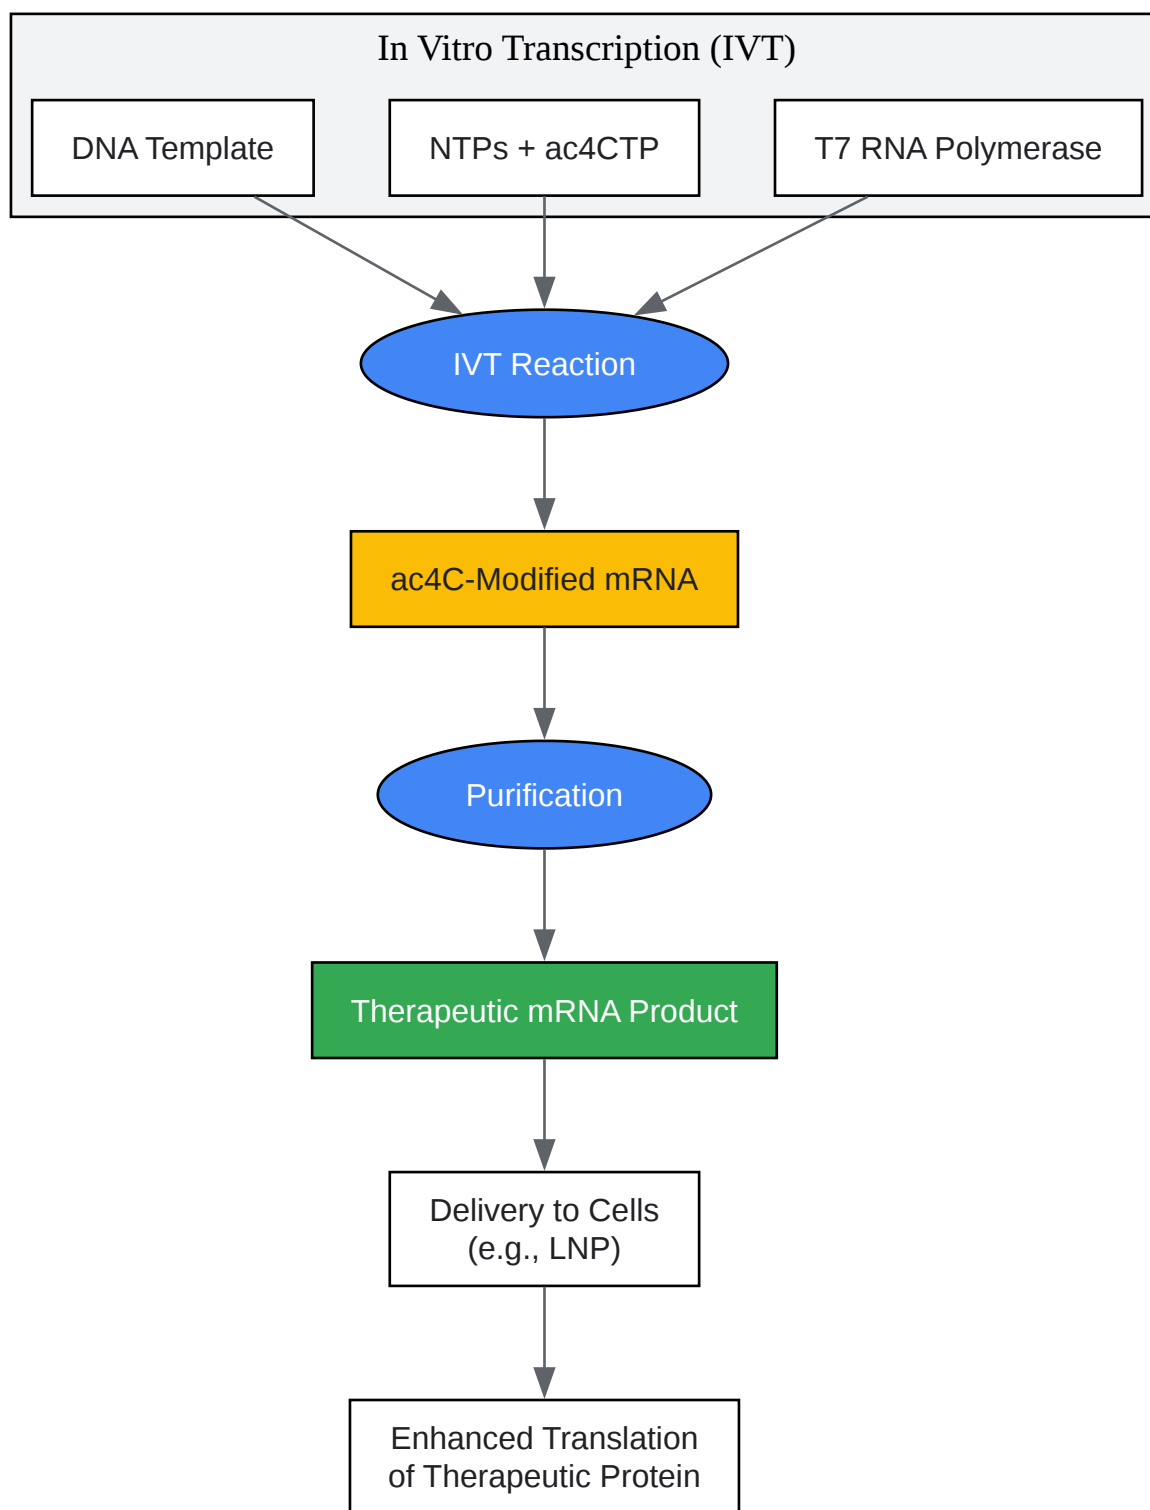 In Vitro Transcription (IVT)
DNA Template
NTPs + ac4CTP
T7 RNA Polymerase
IVT Reaction
ac4C-Modified mRNA
Purification
Therapeutic mRNA Product
Delivery to Cells
(e.g., LNP)
Enhanced Translation
of Therapeutic Protein